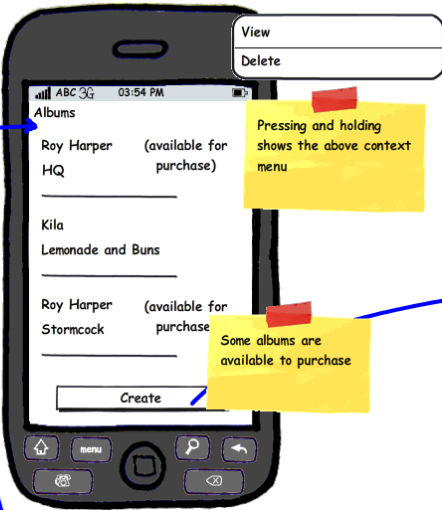 View
Delete
ABC 3G 03:54 PM
Albums
Roy Harper (available for
HQ purchase)
Kila
Lemonade and Buns
Roy Harper (available for
Stormcock purchase
Create
menu
Pressing and holding
shows the above context
menu
Some albums are
available to purchase